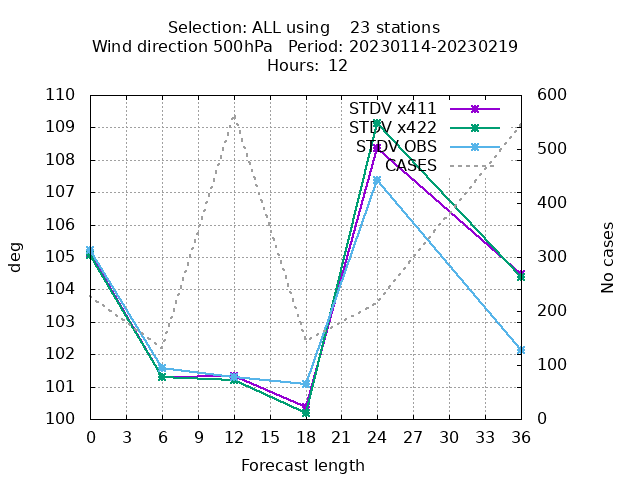 Selection: ALL using    23 stations
Wind direction 500hPa   Period: 20230114-20230219
Hours: 12
110
109
108
107
106
105
104
103
102
101
100
600
500
400
300
200
100
0
STDV x411
STDV x422
STDV OBS
CASES
deg
No cases
0 3 6 9 12 15 18 21 24 27 30 33 36
Forecast length